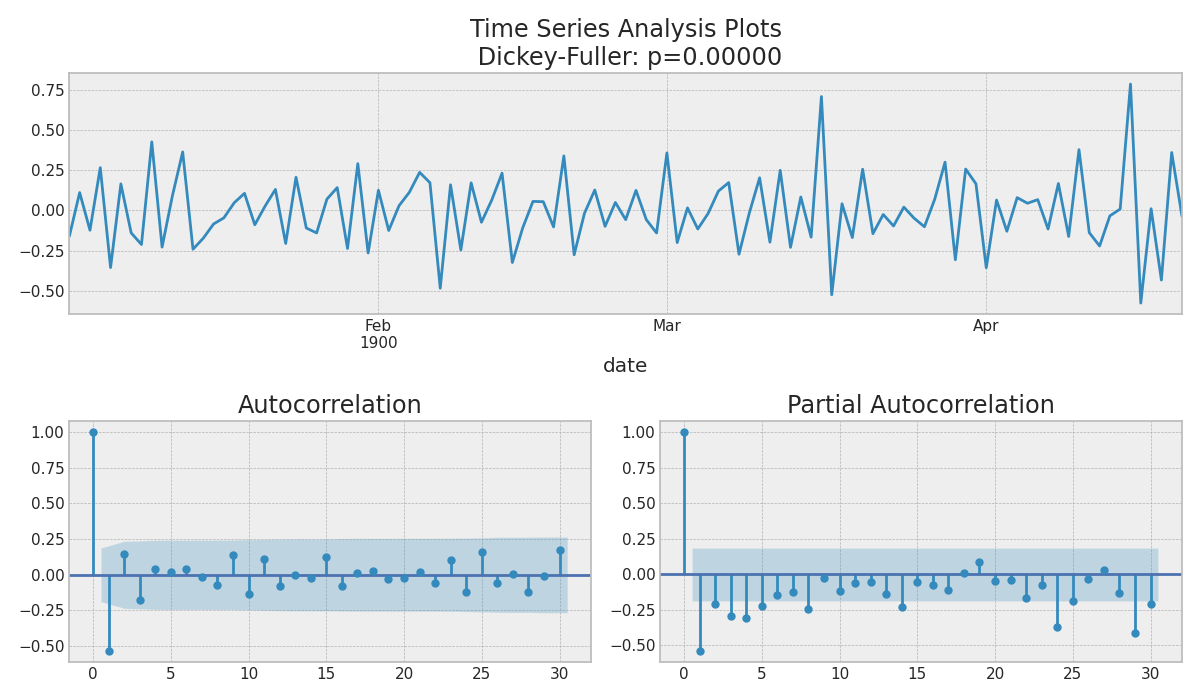 Time Series Analysis Plots
Dickey-Fuller: p=0.00000
0.75
0.50
0.25
0.00
−0.25
−0.50
Feb
1900
Mar
Apr
date
Autocorrelation
1.00
0.75
0.50
0.25
0.00
−0.25
−0.50
0 5 10 15 20 25 30
Partial Autocorrelation
1.00
0.75
0.50
0.25
0.00
−0.25
−0.50
0 5 10 15 20 25 30